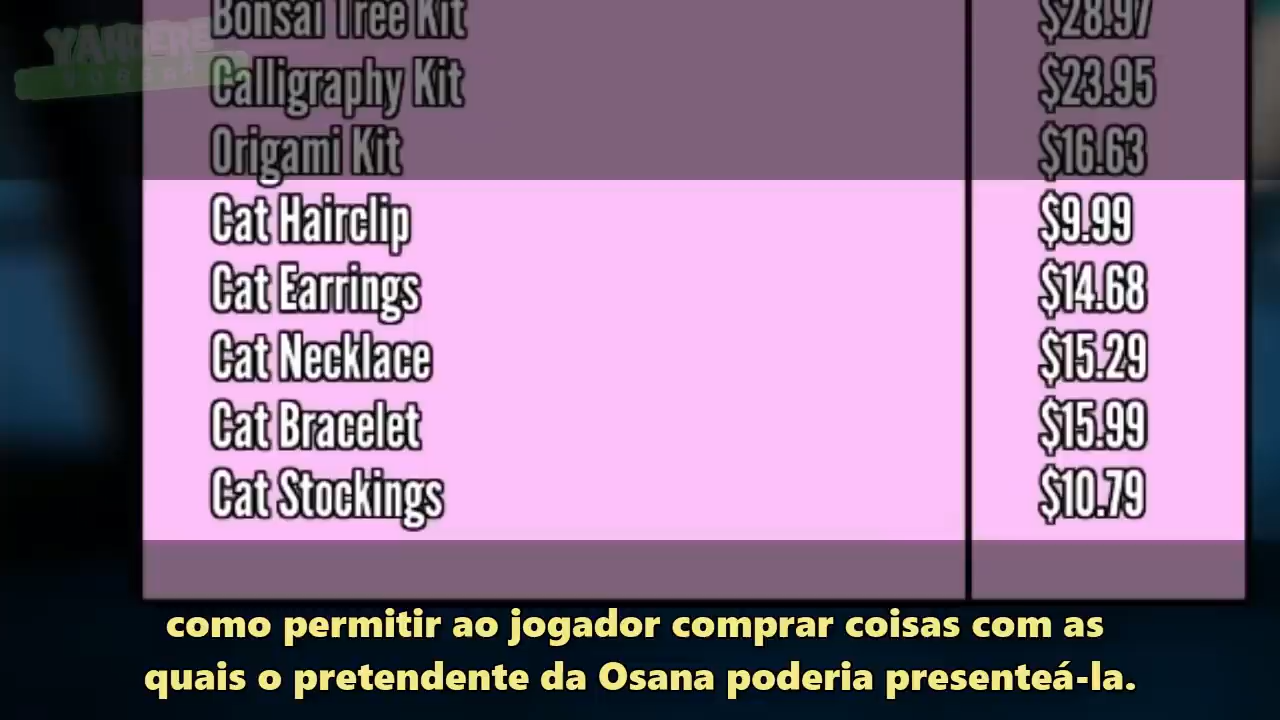 YANDERE
Bonsai Tree Kit $28.97
Calligraphy Kit $23.95
Origami Kit $16.63
Cat Hairclip $9.99
Cat Earrings $14.68
Cat Necklace $15.29
Cat Bracelet $15.99
Cat Stockings $10.79
como permitir ao jogador comprar coisas com as
quais o pretendente da Osana poderia presenteá-la.